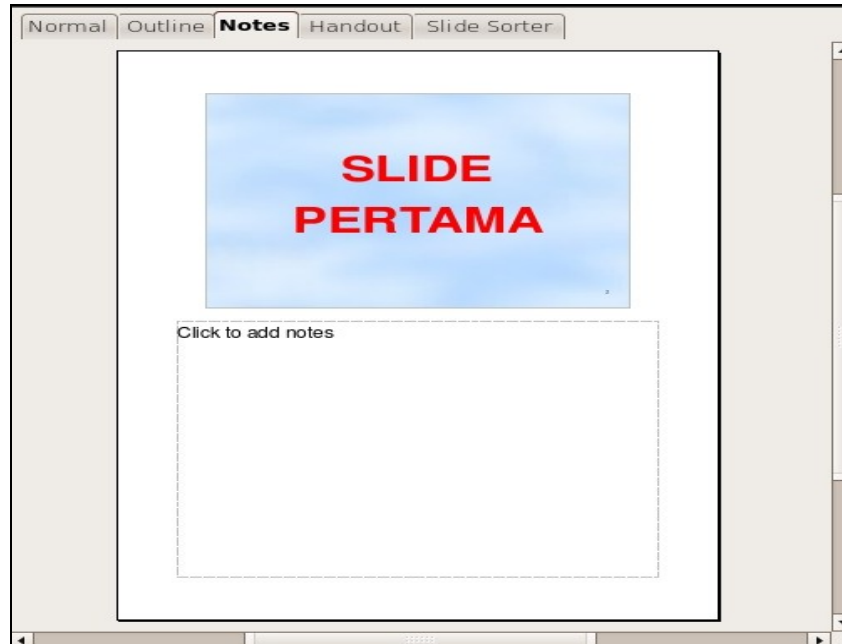 Normal Outline Notes Handout Slide Sorter
SLIDE
PERTAMA
Click to add notes